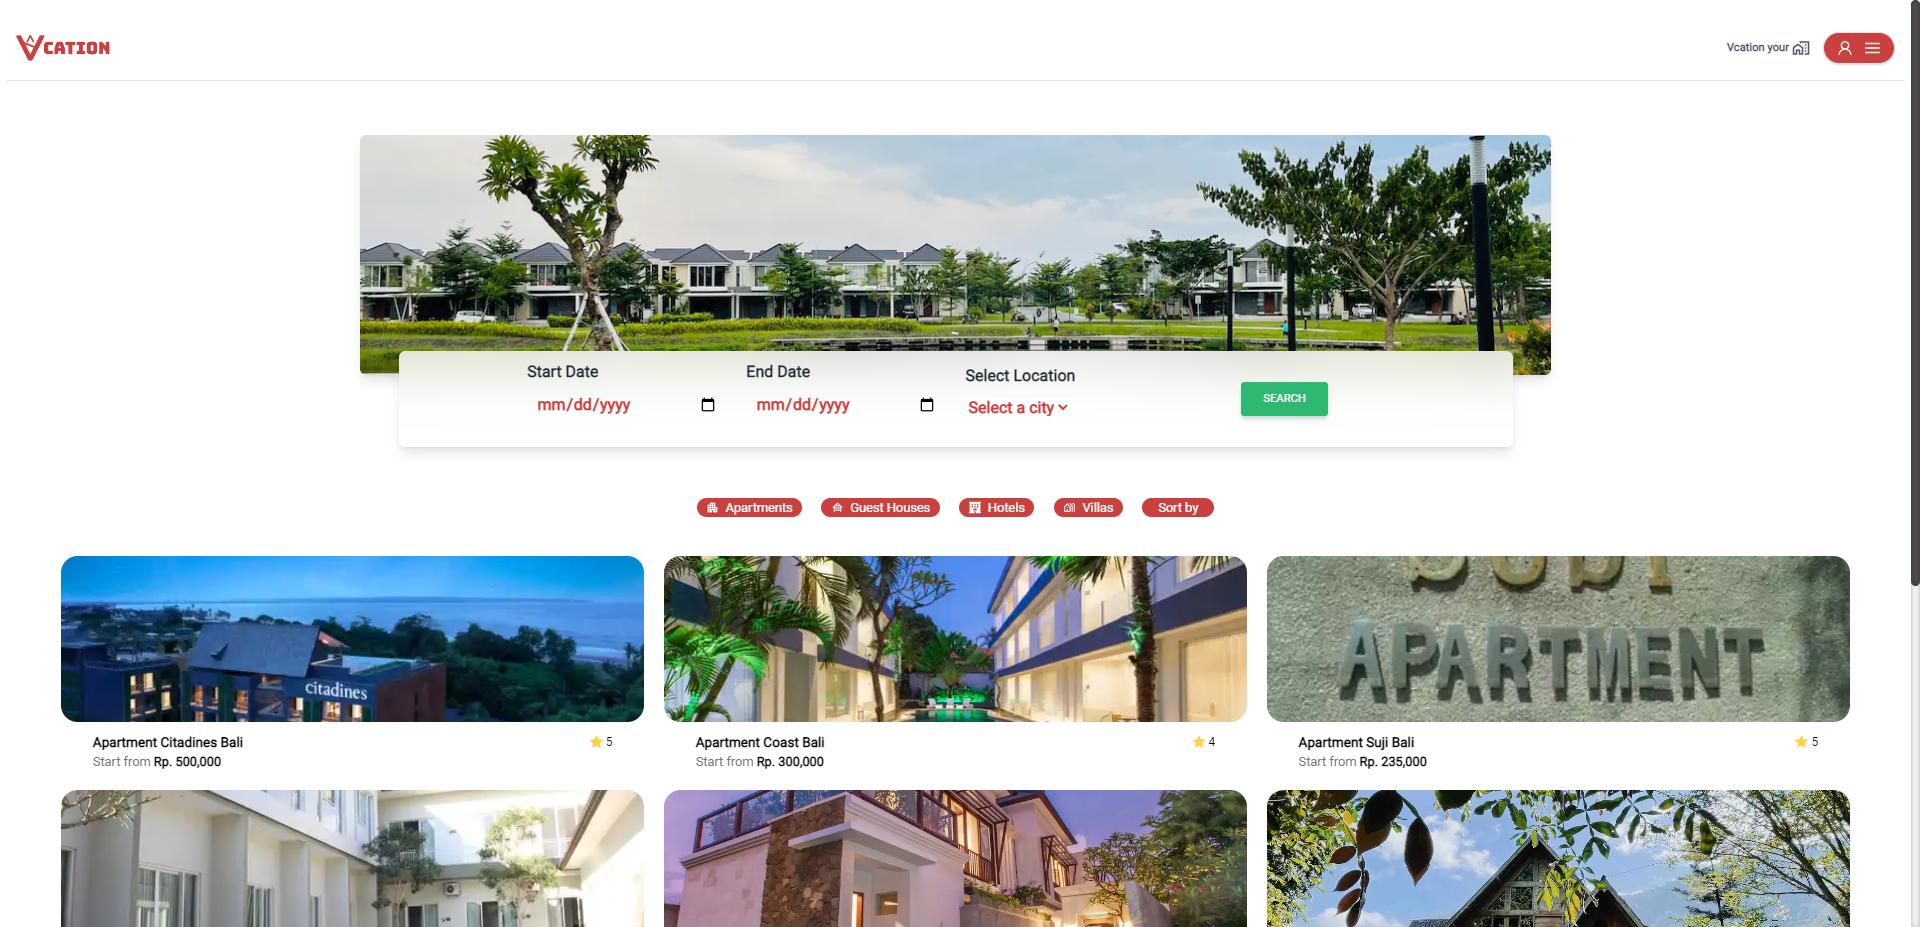 VCATION
Vcation your
Start Date
End Date
Select Location
mm/dd/yyyy
mm/dd/yyyy
Select a city
SEARCH
Apartments
Guest Houses
Hotels
Villas
Sort by
citadines
APARTMENT
Apartment Citadines Bali
5
Start from Rp. 500,000
Apartment Coast Bali
4
Start from Rp. 300,000
Apartment Suji Bali
5
Start from Rp. 235,000